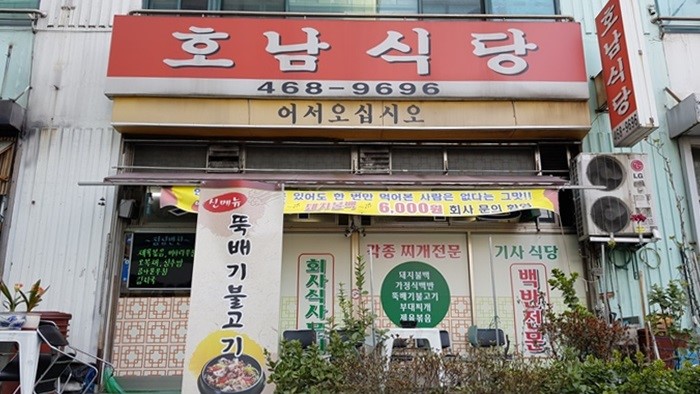 호남식당
468-9696
어서오십시오
호남식당
LG
있어도 한 번만 먹어본 사람은 없다는 그맛!!
돼지불백 6,000원 회사 문의 환영
신메뉴
뚝배기불고기
회사식사
각종 찌개전문
돼지불백
가정식백반
뚝배기불고기
부대찌개
제육볶음
기사 식당
백반전문